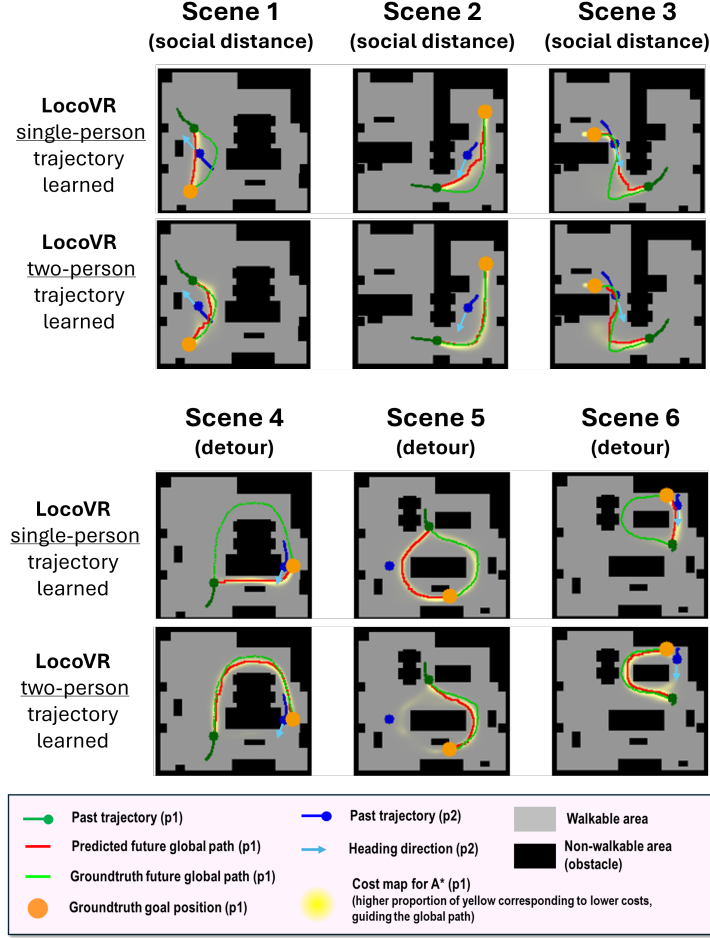 Scene 1
(social distance)
Scene 2
(social distance)
Scene 3
(social distance)
LocoVR
single-person
trajectory
learned
LocoVR
two-person
trajectory
learned
Scene 4
(detour)
Scene 5
(detour)
Scene 6
(detour)
LocoVR
single-person
trajectory
learned
LocoVR
two-person
trajectory
learned
Past trajectory (p1)
Predicted future global path (p1)
Groundtruth future global path (p1)
Groundtruth goal position (p1)
Past trajectory (p2)
Heading direction (p2)
Cost map for A* (p1)
(higher proportion of yellow corresponding to lower costs,
guiding the global path)
Walkable area
Non-walkable area
(obstacle)